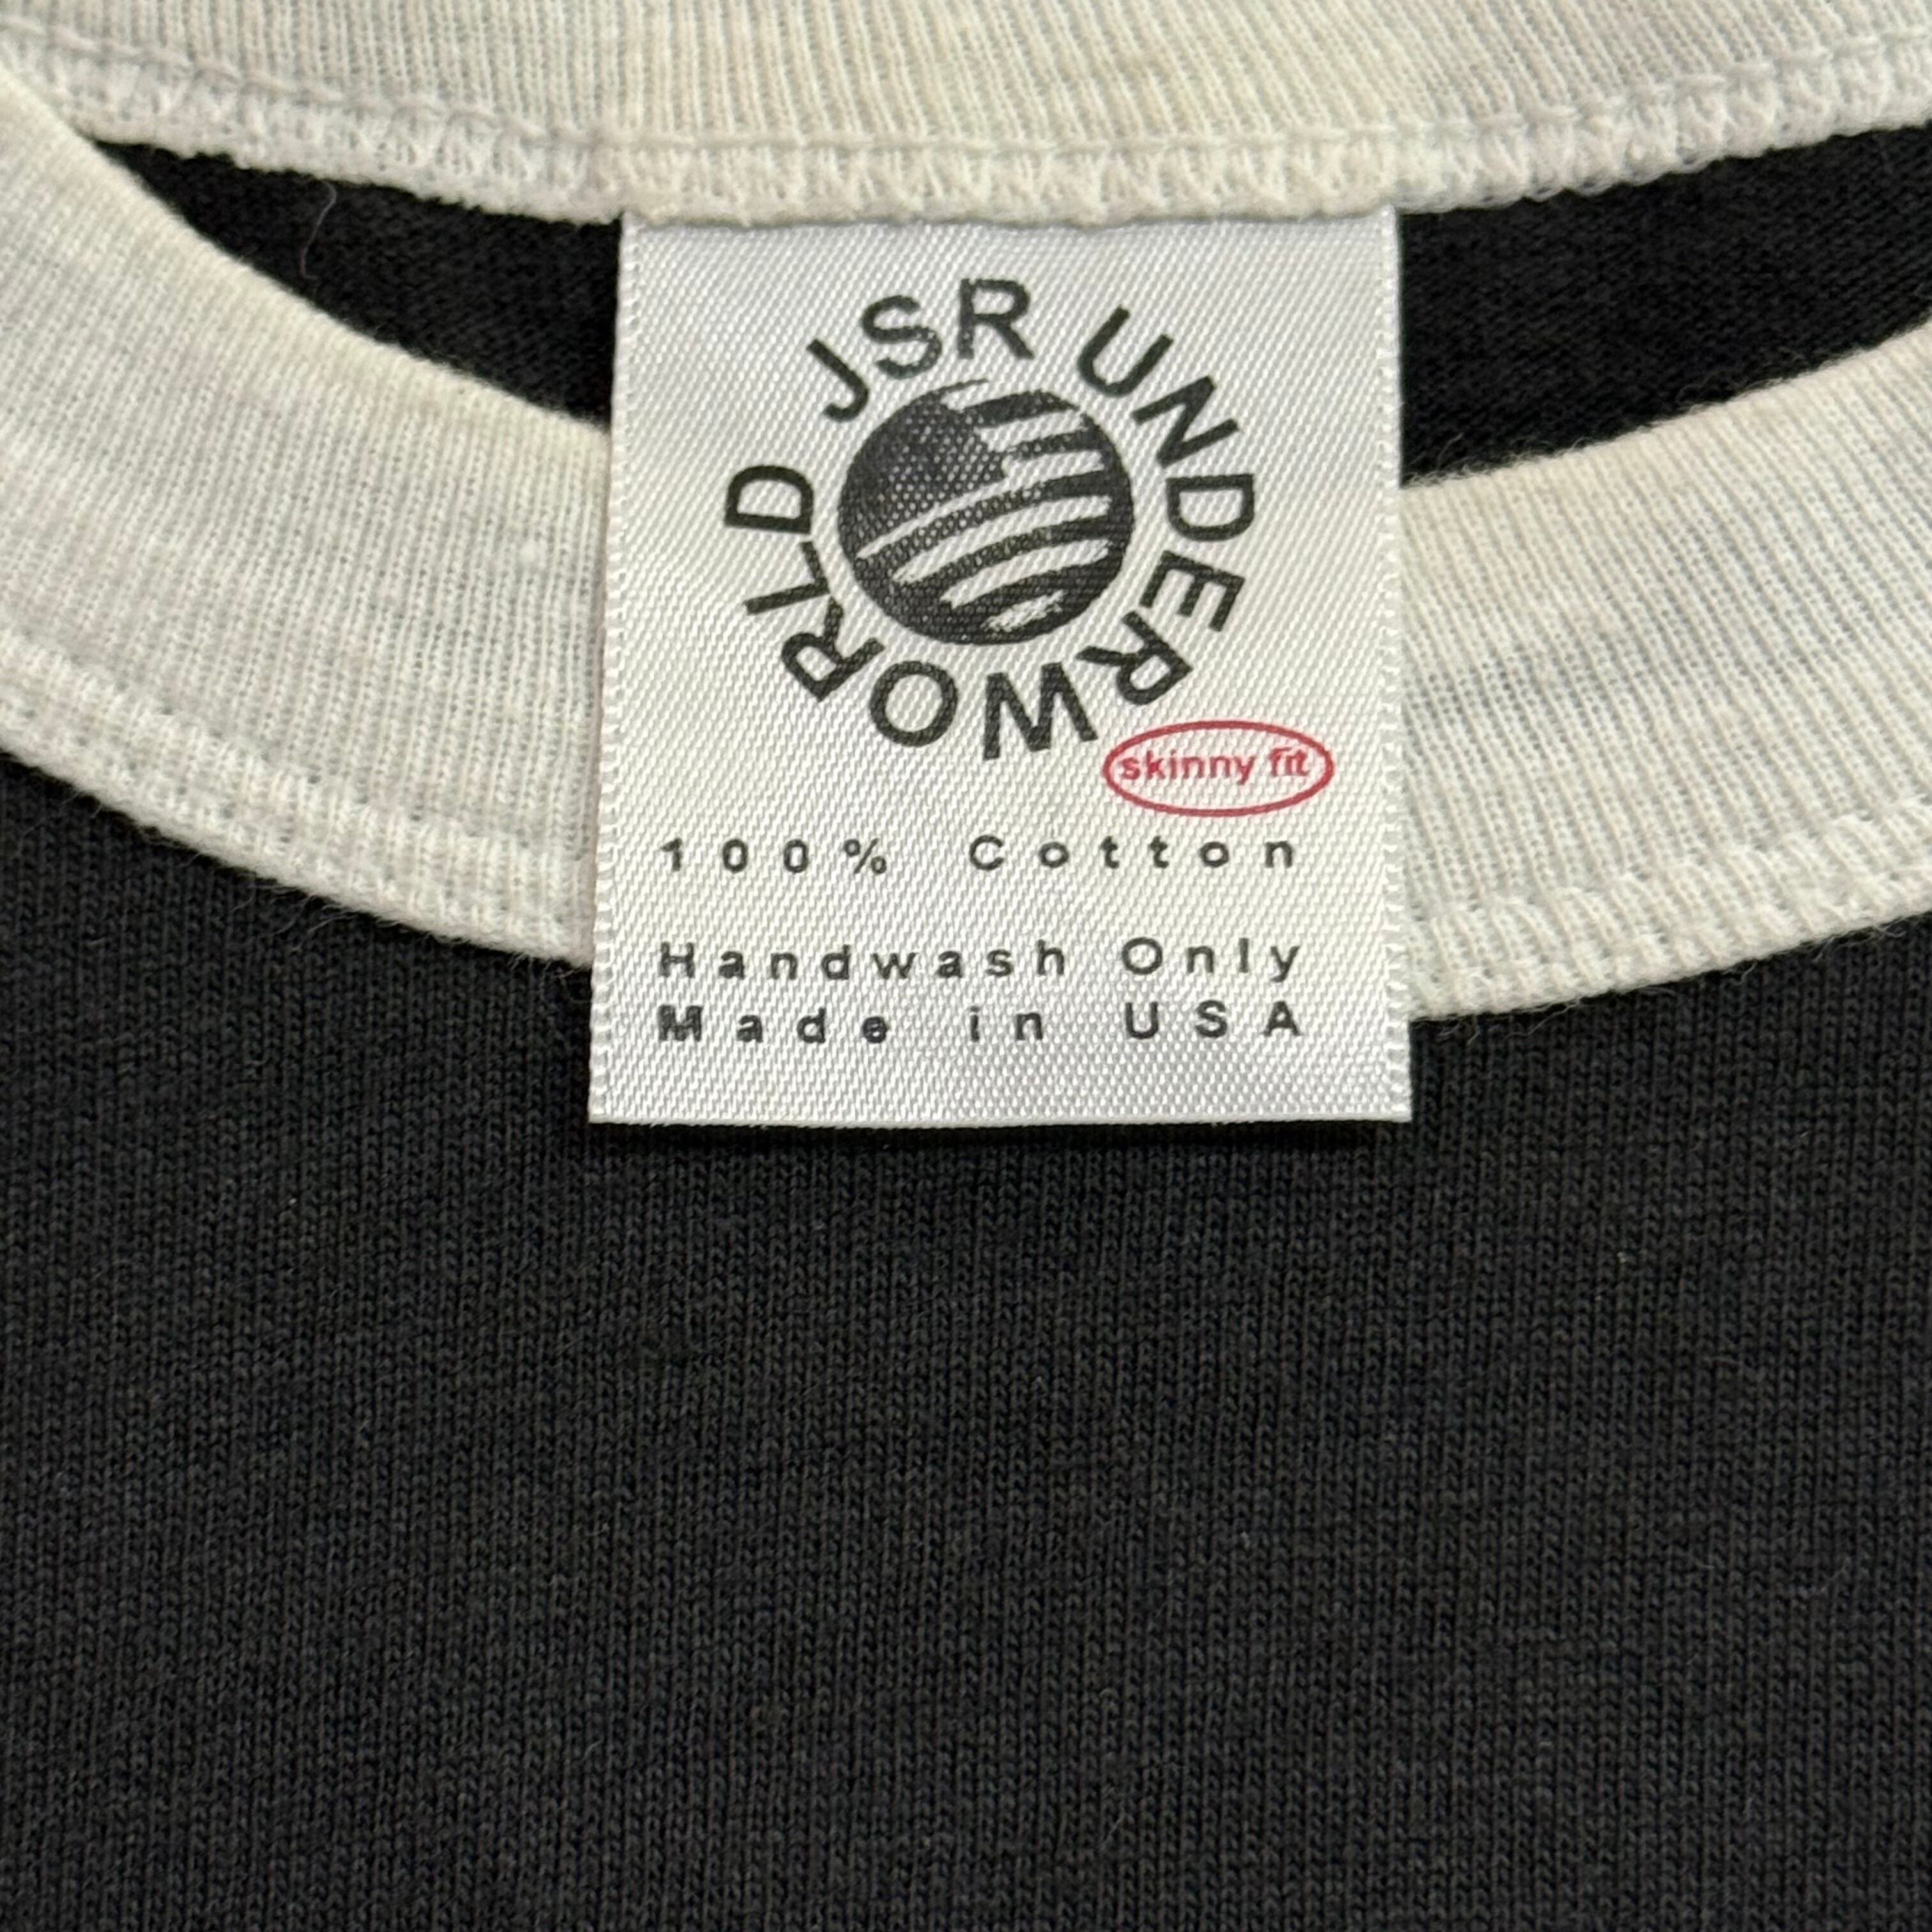 JSR UNDERWORLD
skinny fit
100% Cotton
Handwash Only
Made in USA